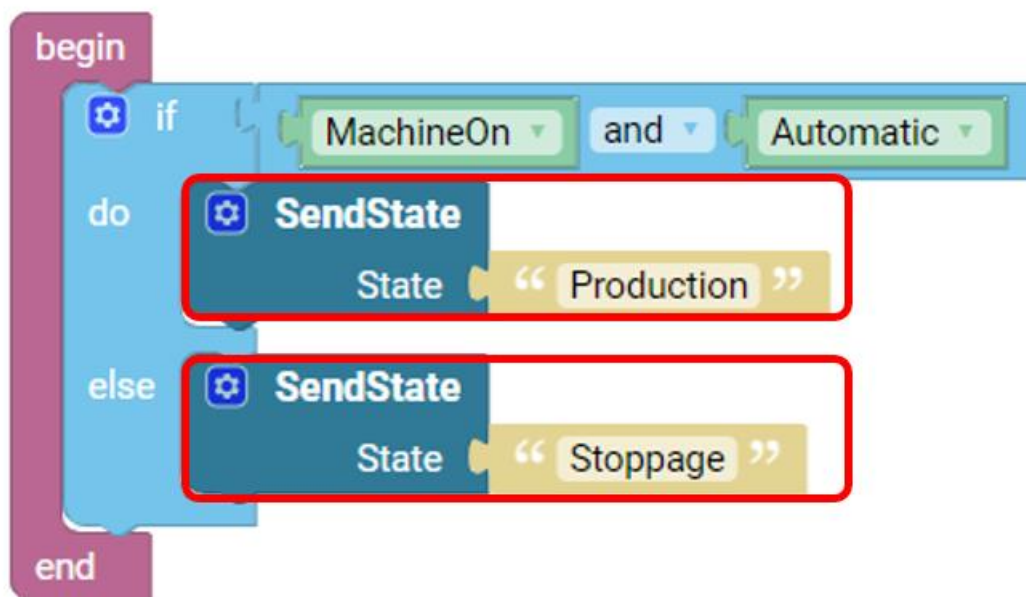 begin
if MachineOn and Automatic
do SendState
State “ Production ”
else SendState
State “ Stoppage ”
end